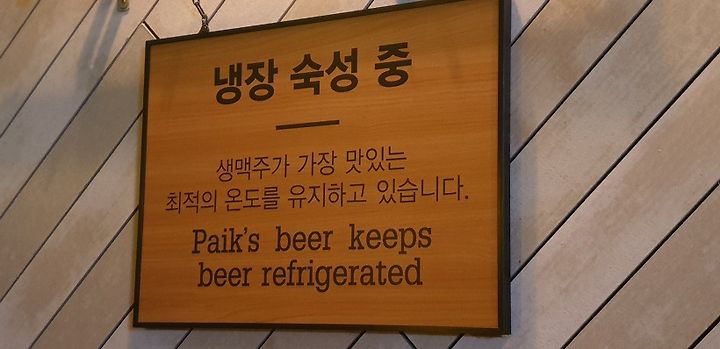 냉장 숙성 중
생맥주가 가장 맛있는
최적의 온도를 유지하고 있습니다.
Paik's beer keeps
beer refrigerated